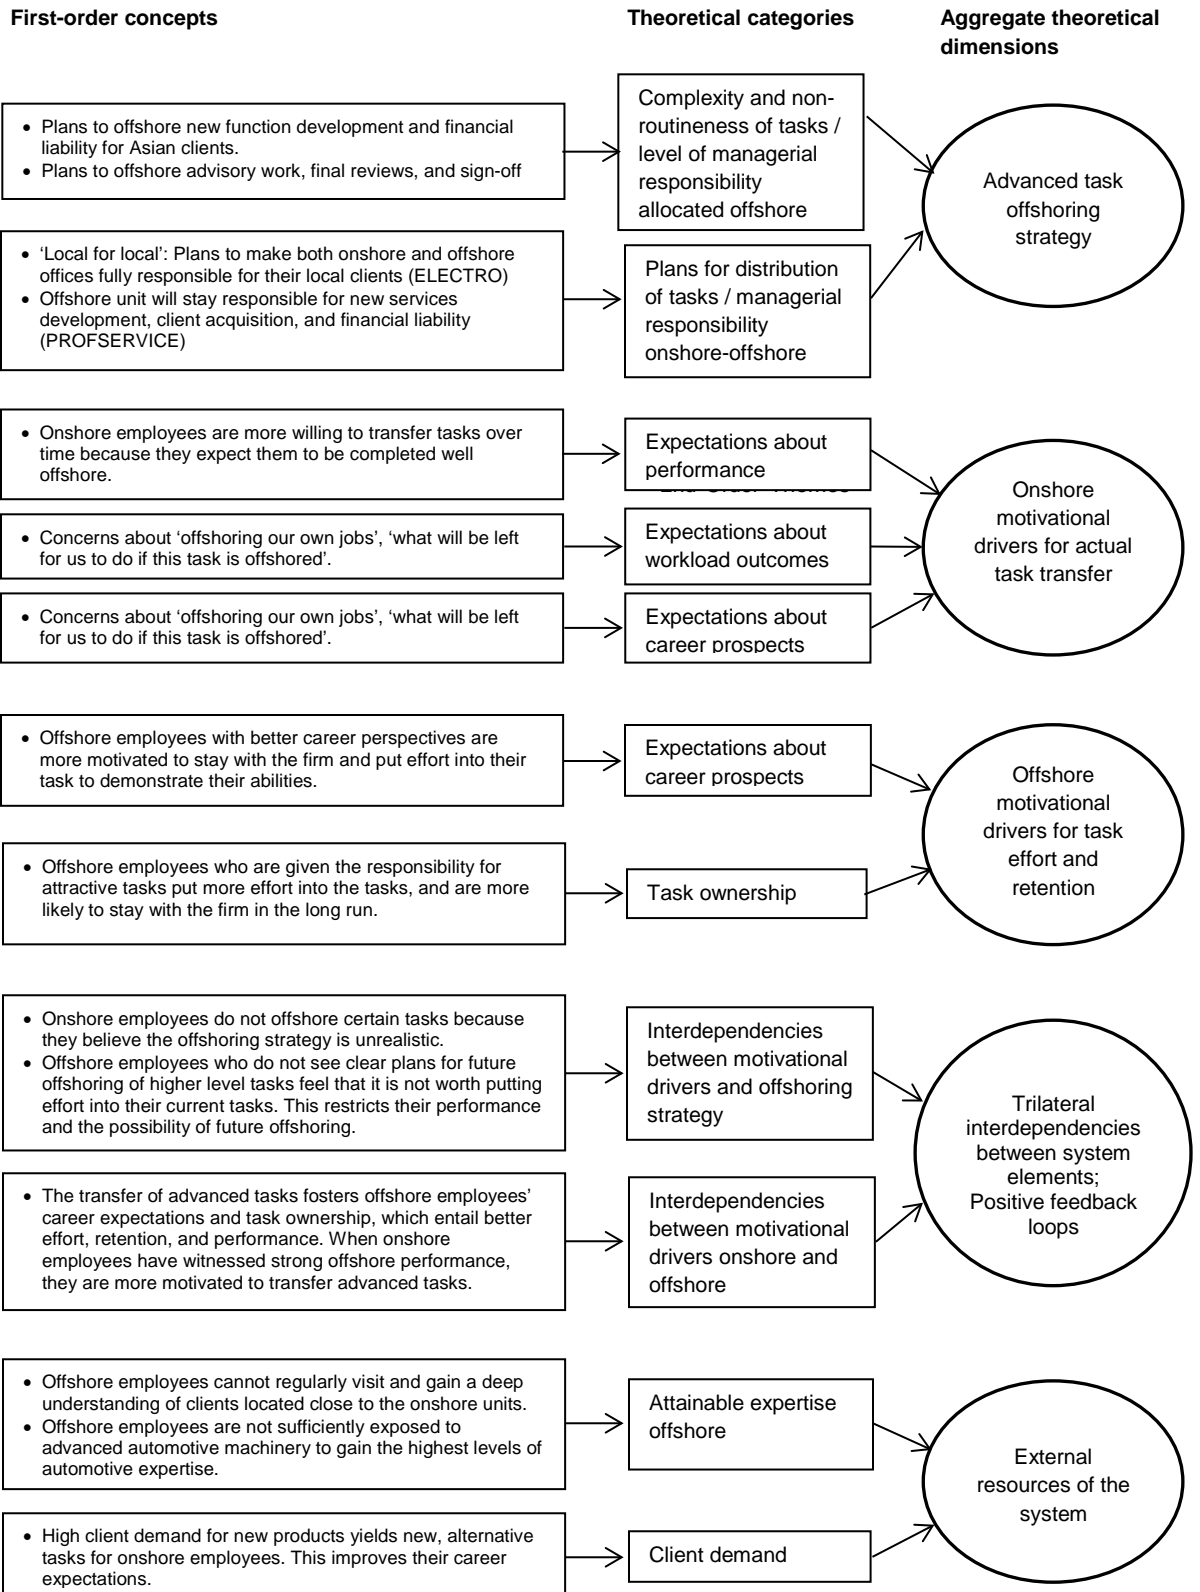 First-order concepts
Theoretical categories
Aggregate theoretical
dimensions
• Plans to offshore new function development and financial
liability for Asian clients.
• Plans to offshore advisory work, final reviews, and sign-off
Complexity and non-
routineness of tasks /
level of managerial
responsibility
allocated offshore
Advanced task
offshoring
strategy
• ‘Local for local’: Plans to make both onshore and offshore
offices fully responsible for their local clients (ELECTRO)
• Offshore unit will stay responsible for new services
development, client acquisition, and financial liability
(PROFSERVICE)
Plans for distribution
of tasks / managerial
responsibility
onshore-offshore
• Onshore employees are more willing to transfer tasks over
time because they expect them to be completed well
offshore.
Expectations about
performance
Onshore
motivational
drivers for actual
task transfer
• Concerns about ‘offshoring our own jobs’, ‘what will be left
for us to do if this task is offshored’.
Expectations about
workload outcomes
• Concerns about ‘offshoring our own jobs’, ‘what will be left
for us to do if this task is offshored’.
Expectations about
career prospects
• Offshore employees with better career perspectives are
more motivated to stay with the firm and put effort into their
task to demonstrate their abilities.
Expectations about
career prospects
Offshore
motivational
drivers for task
effort and
retention
• Offshore employees who are given the responsibility for
attractive tasks put more effort into the tasks, and are more
likely to stay with the firm in the long run.
Task ownership
• Onshore employees do not offshore certain tasks because
they believe the offshoring strategy is unrealistic.
• Offshore employees who do not see clear plans for future
offshoring of higher level tasks feel that it is not worth putting
effort into their current tasks. This restricts their performance
and the possibility of future offshoring.
Interdependencies
between motivational
drivers and offshoring
strategy
Trilateral
interdependencies
between system
elements;
Positive feedback
loops
• The transfer of advanced tasks fosters offshore employees’
career expectations and task ownership, which entail better
effort, retention, and performance. When onshore
employees have witnessed strong offshore performance,
they are more motivated to transfer advanced tasks.
Interdependencies
between motivational
drivers onshore and
offshore
• Offshore employees cannot regularly visit and gain a deep
understanding of clients located close to the onshore units.
• Offshore employees are not sufficiently exposed to
advanced automotive machinery to gain the highest levels of
automotive expertise.
Attainable expertise
offshore
External
resources of the
system
• High client demand for new products yields new, alternative
tasks for onshore employees. This improves their career
expectations.
Client demand